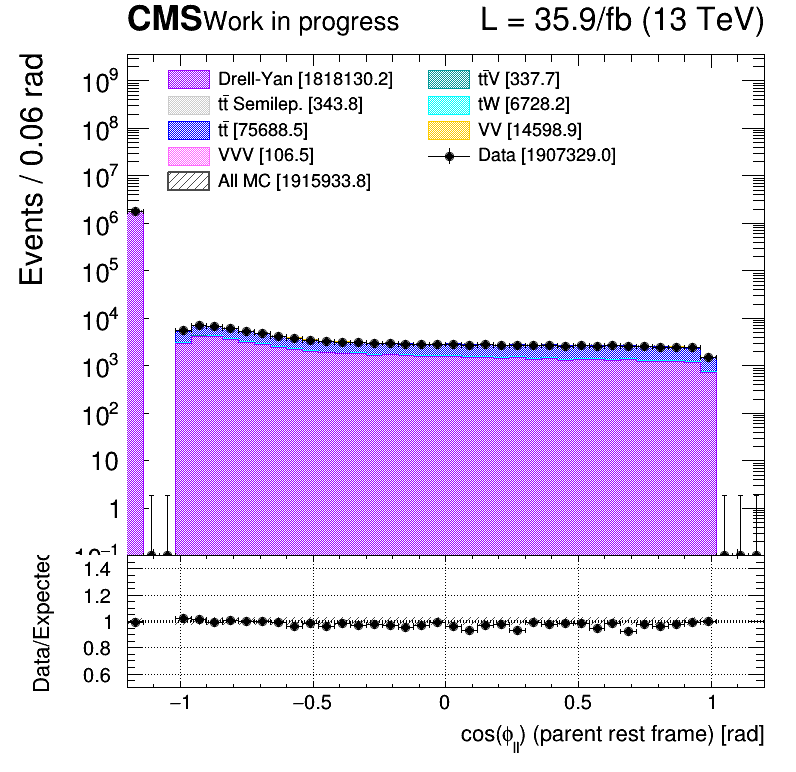 CMS Work in progress L = 35.9/fb (13 TeV)
Events / 0.06 rad
Drell-Yan [1818130.2]
tt̄ Semilep. [343.8]
tt̄ [75688.5]
VVV [106.5]
All MC [1915933.8]
tt̄V [337.7]
tW [6728.2]
VV [14598.9]
Data [1907329.0]
10⁹
10⁸
10⁷
10⁶
10⁵
10⁴
10³
10²
10
1
10⁻¹
Data/Expected
1.4
1.2
1
0.8
0.6
−1 −0.5 0 0.5 1
cos(ϕ_ll) (parent rest frame) [rad]